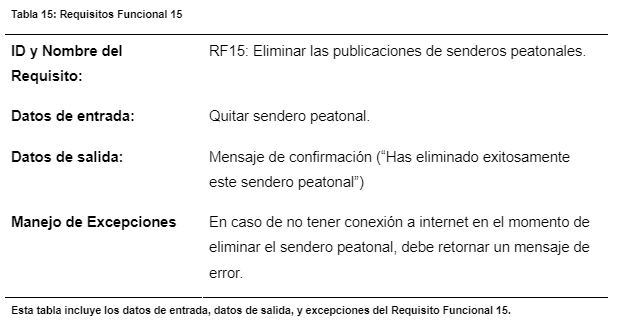 Tabla 15: Requisitos Funcional 15
ID y Nombre del Requisito:
RF15: Eliminar las publicaciones de senderos peatonales.
Datos de entrada:
Quitar sendero peatonal.
Datos de salida:
Mensaje de confirmación (“Has eliminado exitosamente
este sendero peatonal”)
Manejo de Excepciones
En caso de no tener conexión a internet en el momento de
eliminar el sendero peatonal, debe retornar un mensaje de
error.
Esta tabla incluye los datos de entrada, datos de salida, y excepciones del Requisito Funcional 15.